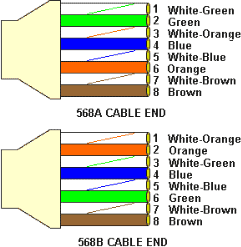 1 White-Green
2 Green
3 White-Orange
4 Blue
5 White-Blue
6 Orange
7 White-Brown
8 Brown
568A CABLE END
1 White-Orange
2 Orange
3 White-Green
4 Blue
5 White-Blue
6 Green
7 White-Brown
8 Brown
568B CABLE END